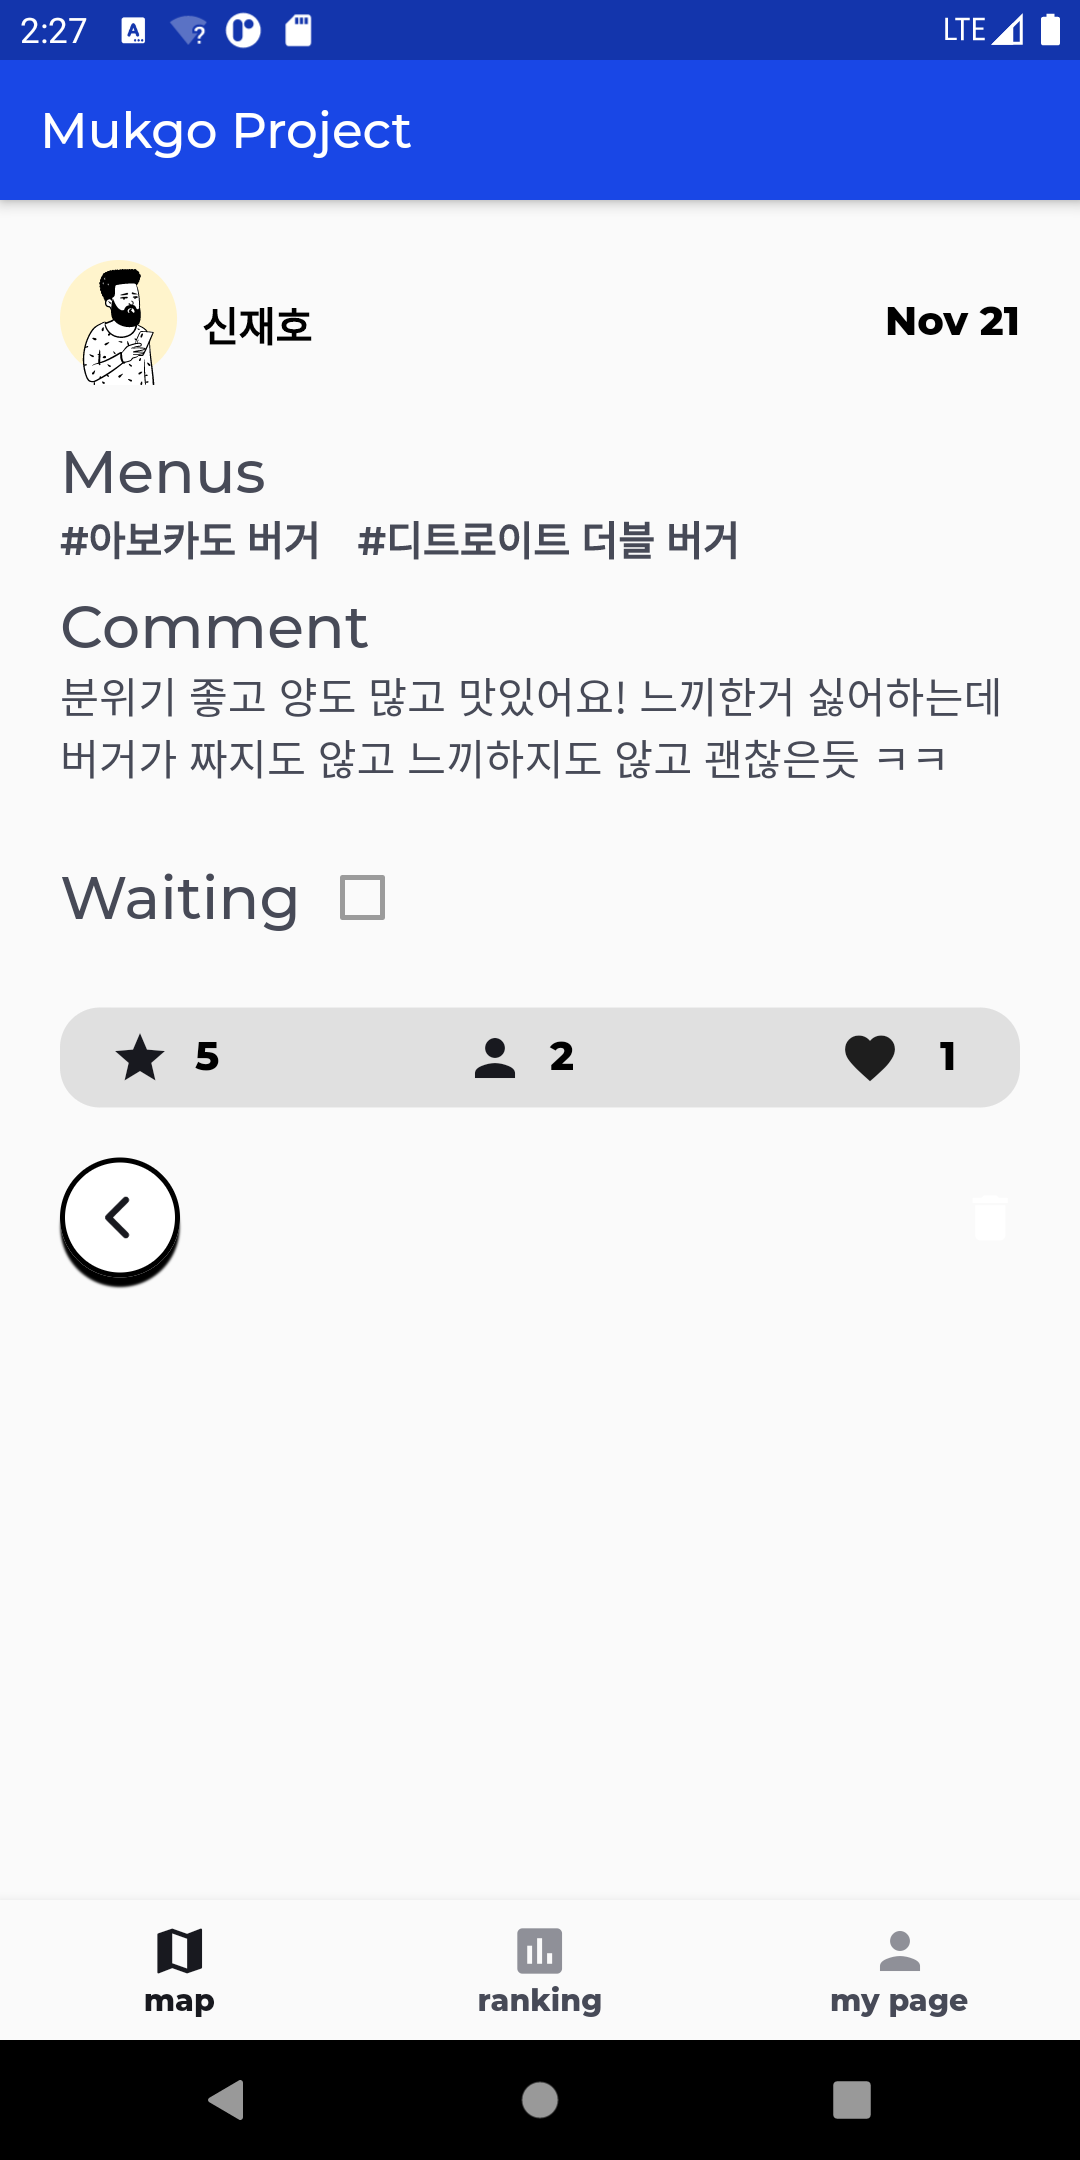 2:27
LTE
Mukgo Project
신재호
Nov 21
Menus
#아보카도 버거 #디트로이트 더블 버거
Comment
분위기 좋고 양도 많고 맛있어요! 느끼한거 싫어하는데
버거가 짜지도 않고 느끼하지도 않고 괜찮은듯 ㅋㅋ
Waiting
5 2 1
map ranking my page